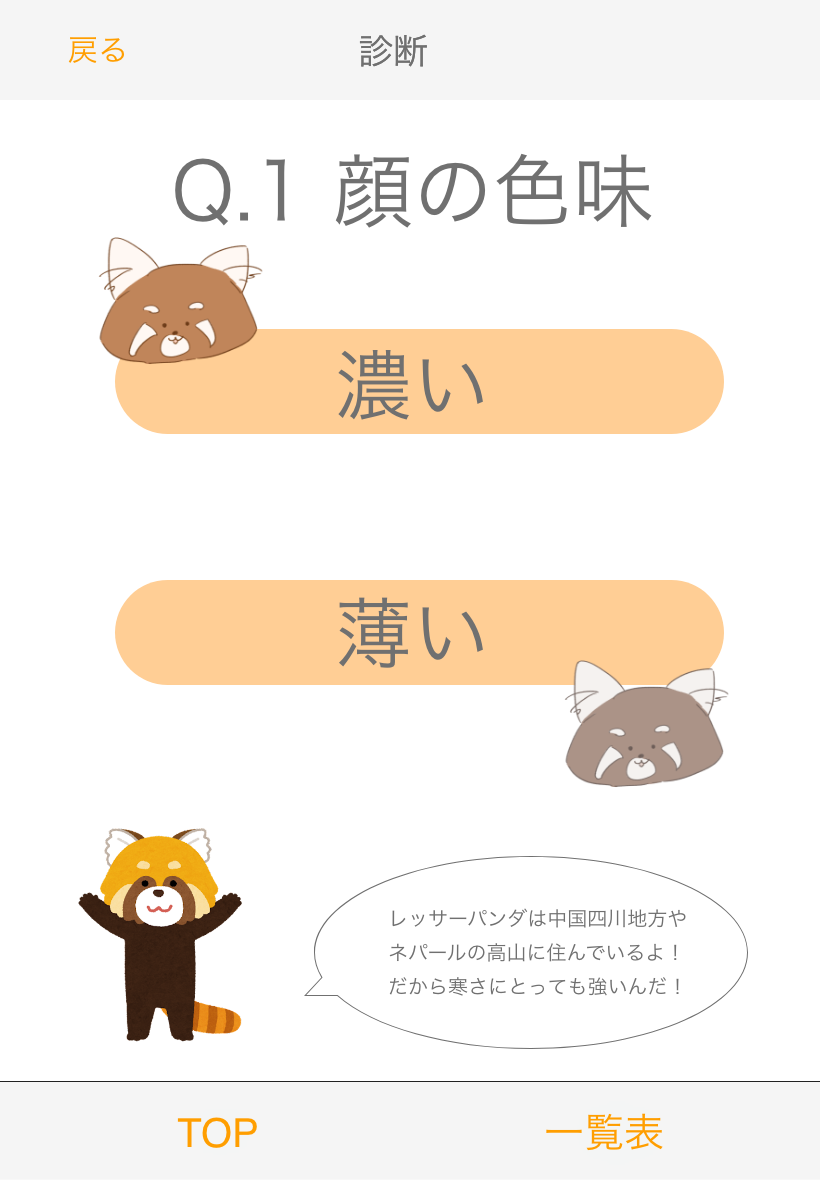 戻る
診断
Q.1 顔の色味
濃い
薄い
レッサーパンダは中国四川地方や
ネパールの高山に住んでいるよ！
だから寒さにとっても強いんだ！
TOP
一覧表